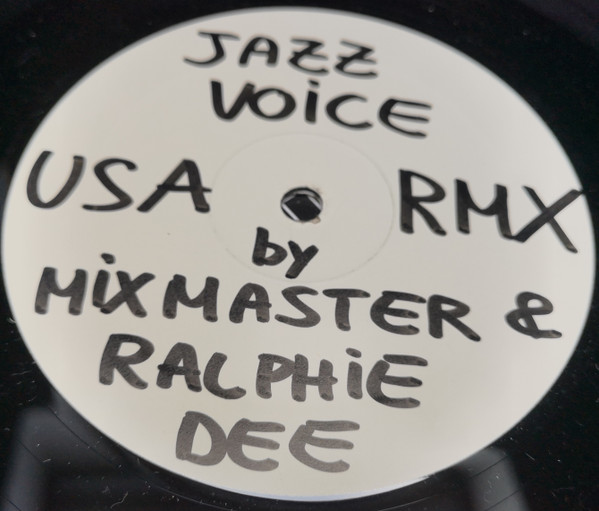 JAZZ
VOiCE
USA RMX
by
MiXMASTER &
RALPHiE
DEE